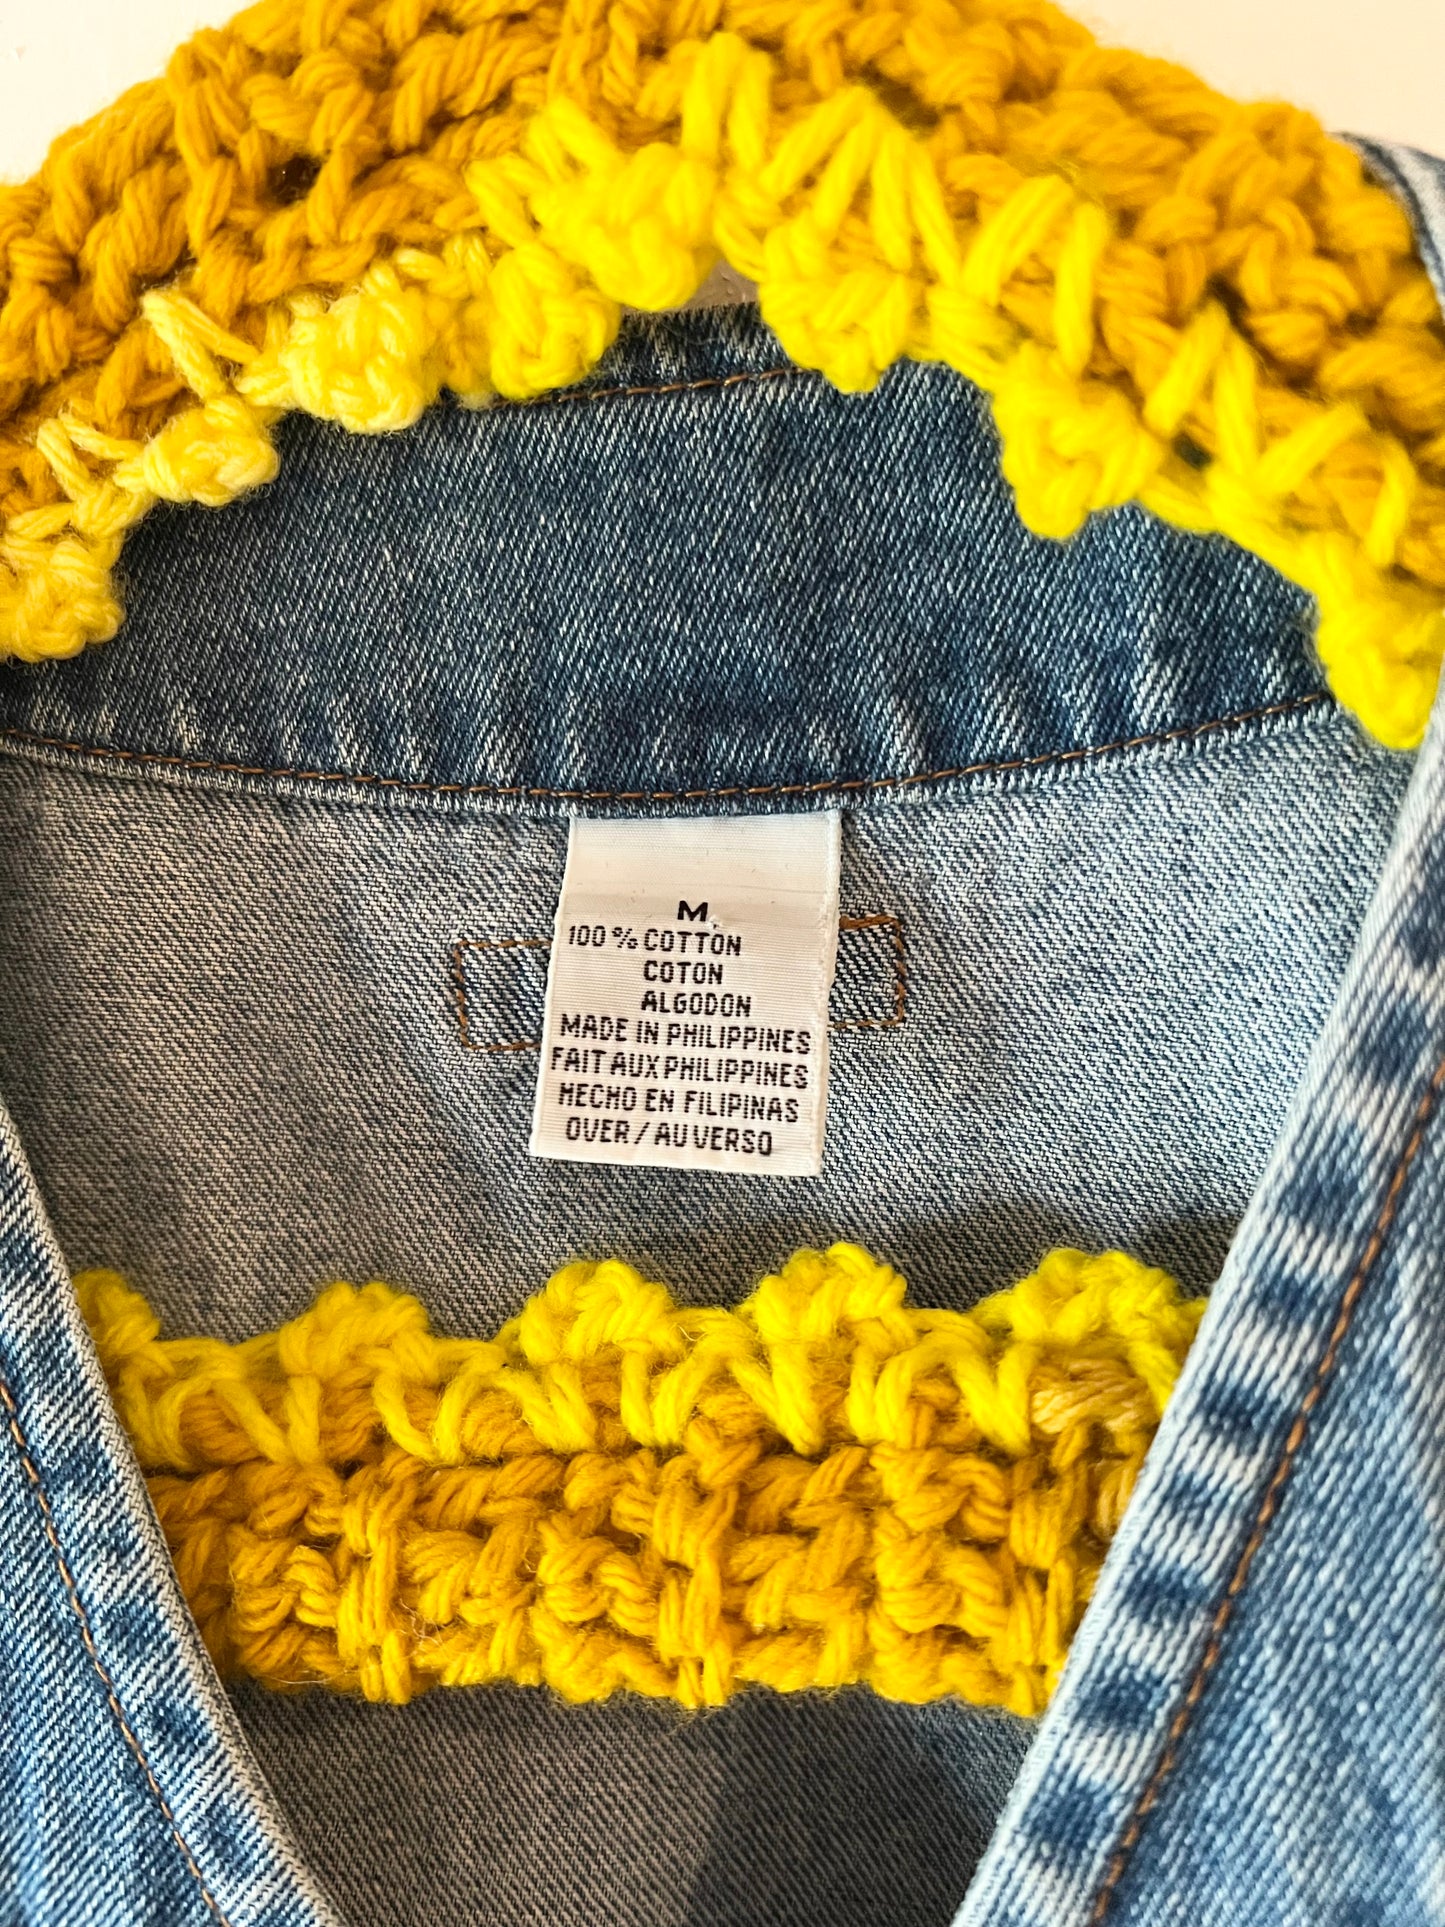 M
100% COTTON
COTON
ALGODON
MADE IN PHILIPPINES
FAIT AUX PHILIPPINES
HECHO EN FILIPINAS
OVER / AU VERSO